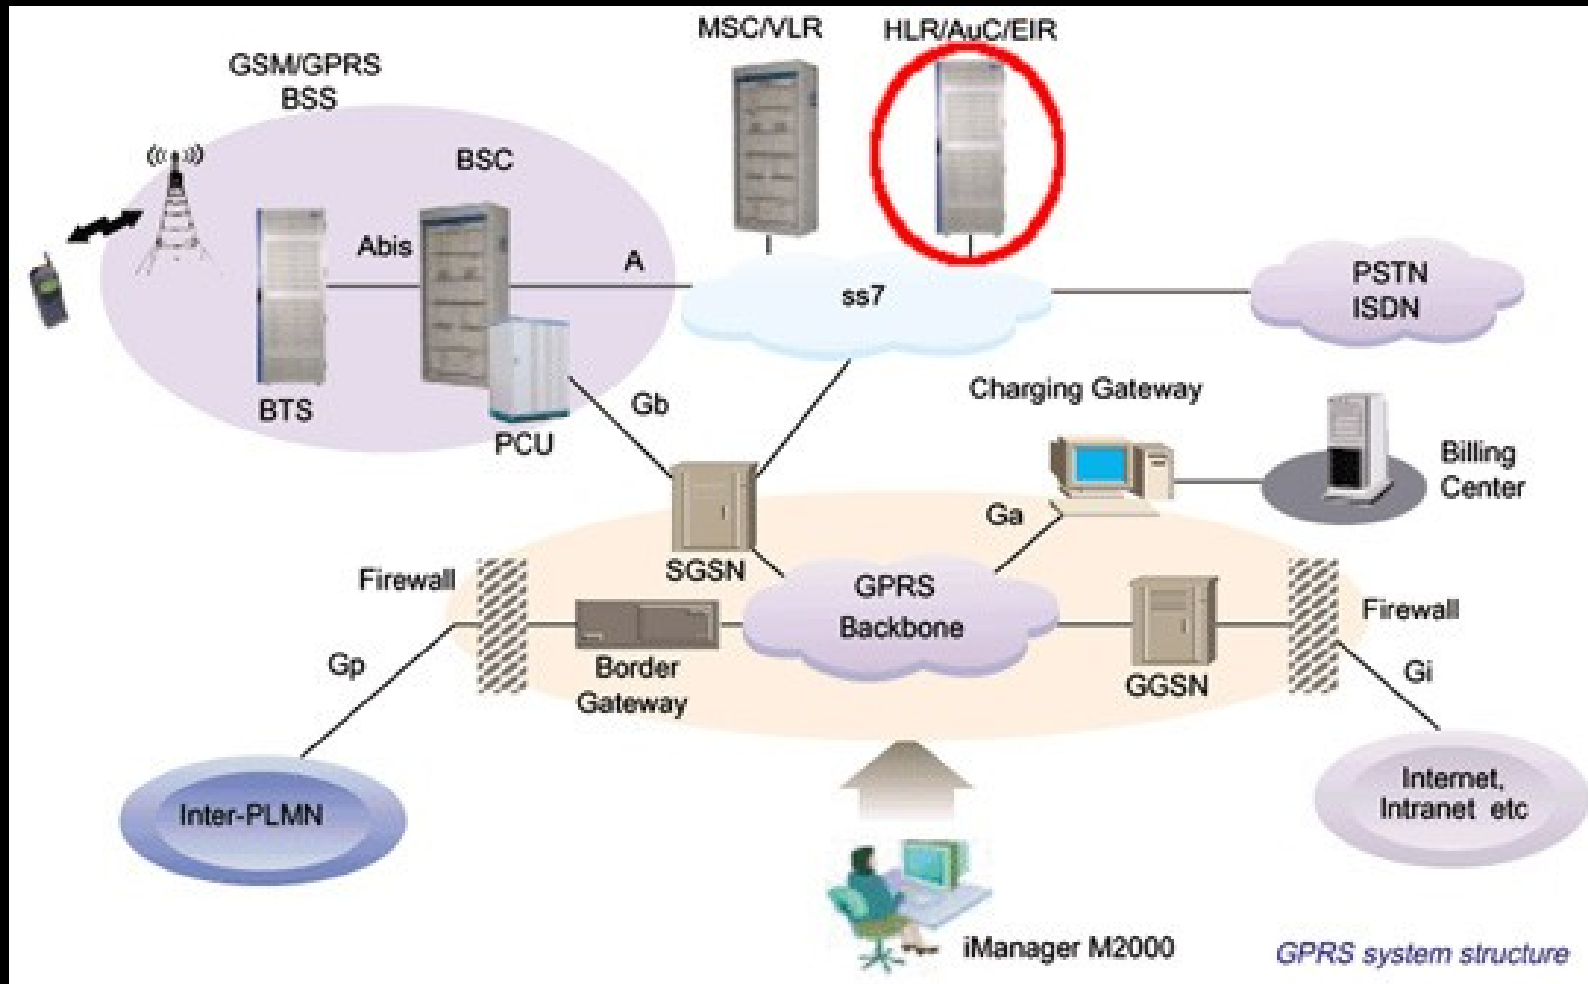 MSC/VLR
HLR/AuC/EIR
GSM/GPRS
BSS
BSC
Abis
A
ss7
PSTN
ISDN
BTS
PCU
Gb
Charging Gateway
Billing
Center
Ga
SGSN
Firewall
GPRS
Backbone
Firewall
Gp
Border
Gateway
GGSN
Gi
Inter-PLMN
Internet,
Intranet etc
iManager M2000
GPRS system structure